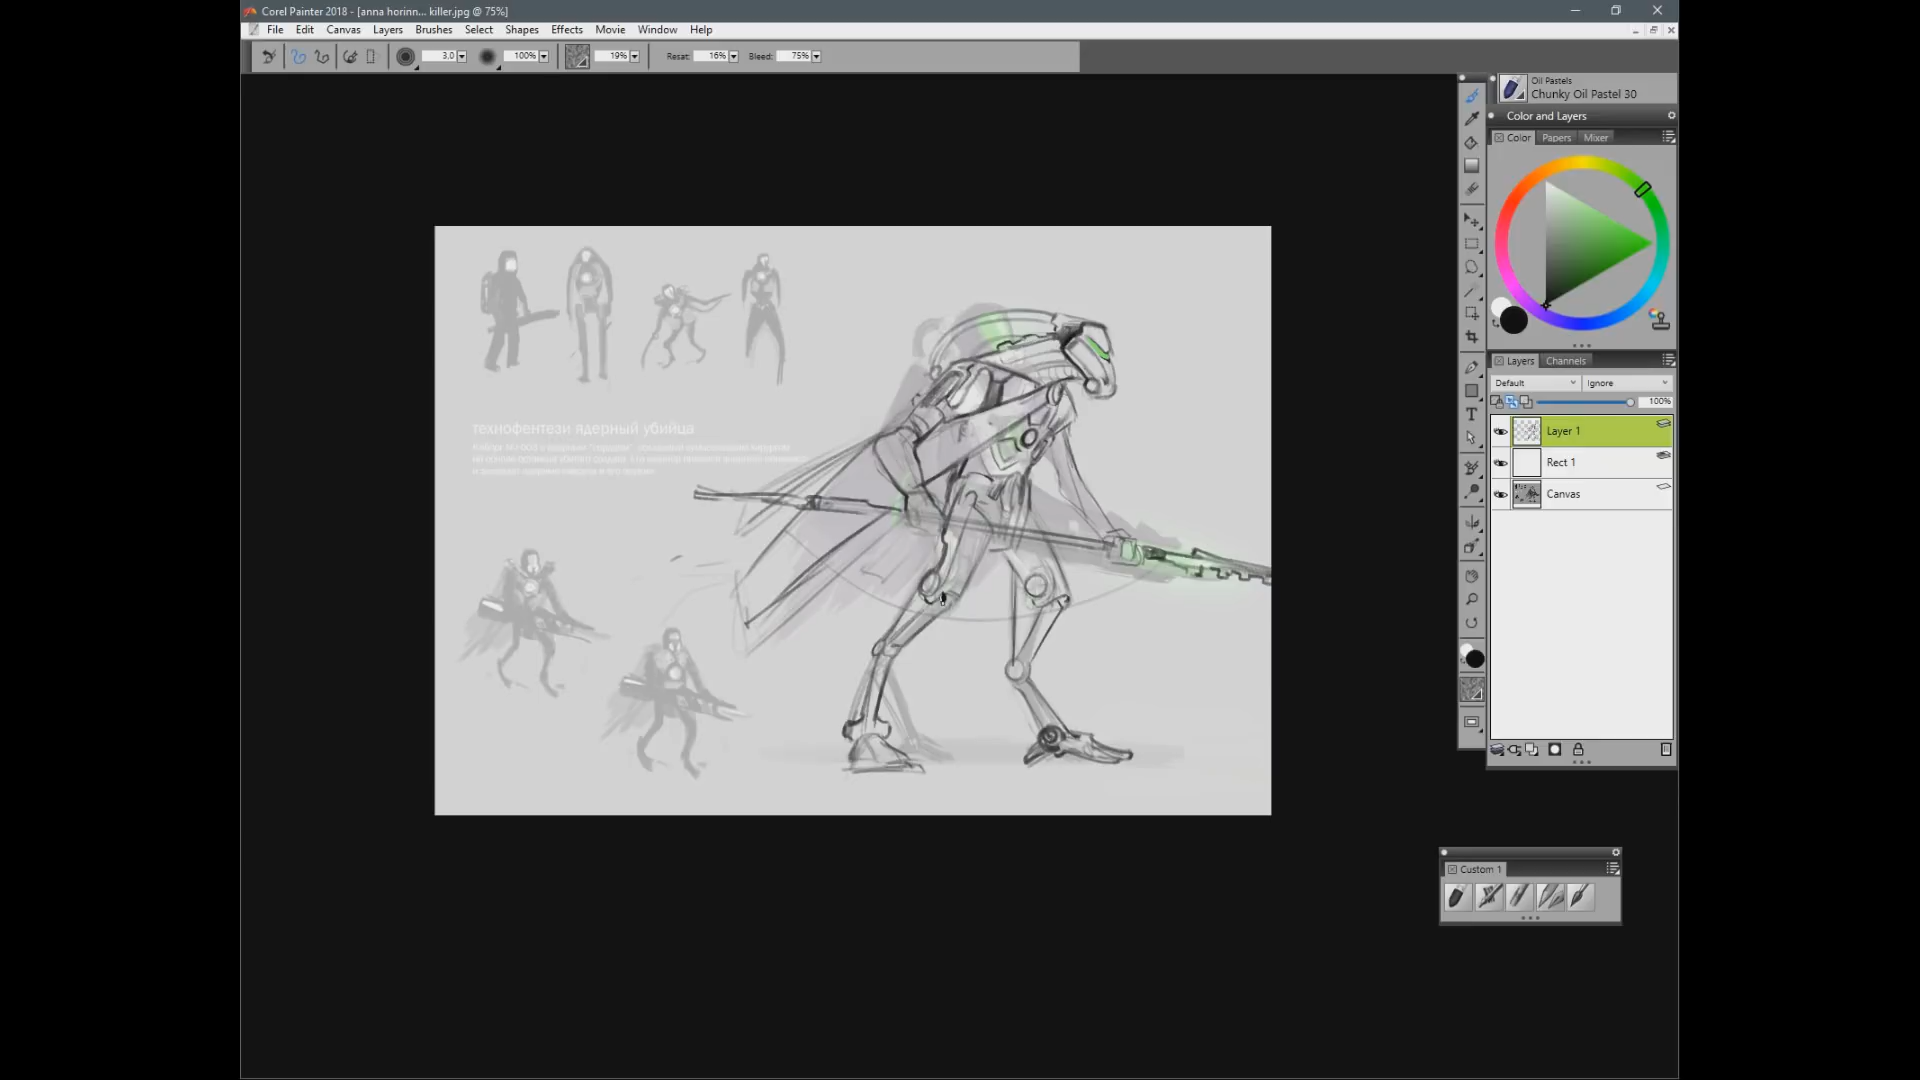 Corel Painter 2018 - [anna horinn... killer.jpg @ 75%]
File Edit Canvas Layers Brushes Select Shapes Effects Movie Window Help
3,0 100% 19% Resat: 16% Bleed: 75%
Oil Pastels
Chunky Oil Pastel 30
Color and Layers
Color Papers Mixer
Layers Channels
Default Ignore
100%
Layer 1
Rect 1
Canvas
технофентези ядерный убийца
Custom 1